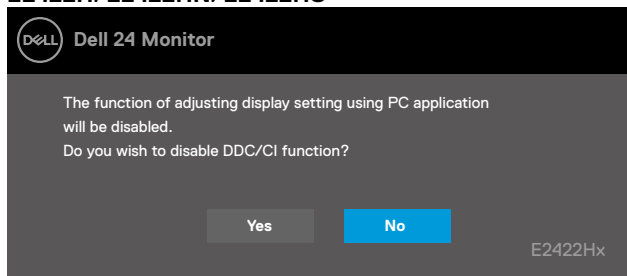 DELL Dell 24 Monitor
The function of adjusting display setting using PC application
will be disabled.
Do you wish to disable DDC/CI function?
Yes No
E2422Hx